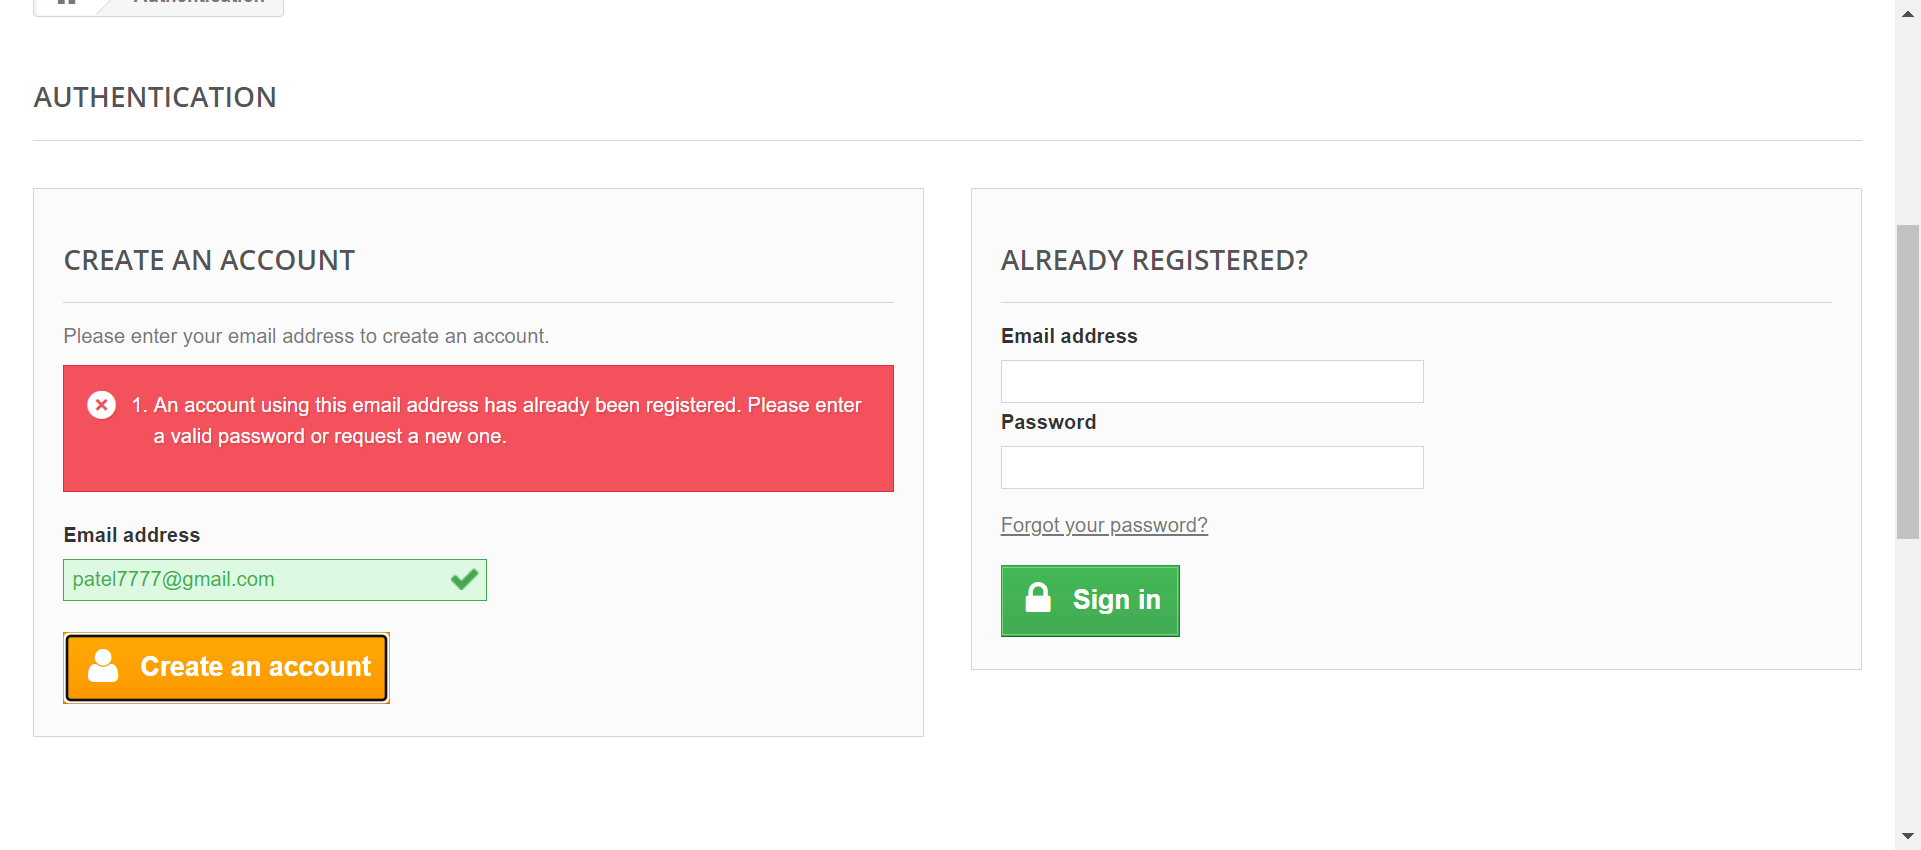 Authentication
AUTHENTICATION
CREATE AN ACCOUNT
Please enter your email address to create an account.
1. An account using this email address has already been registered. Please enter
a valid password or request a new one.
Email address
patel7777@gmail.com
Create an account
ALREADY REGISTERED?
Email address
Password
Forgot your password?
Sign in